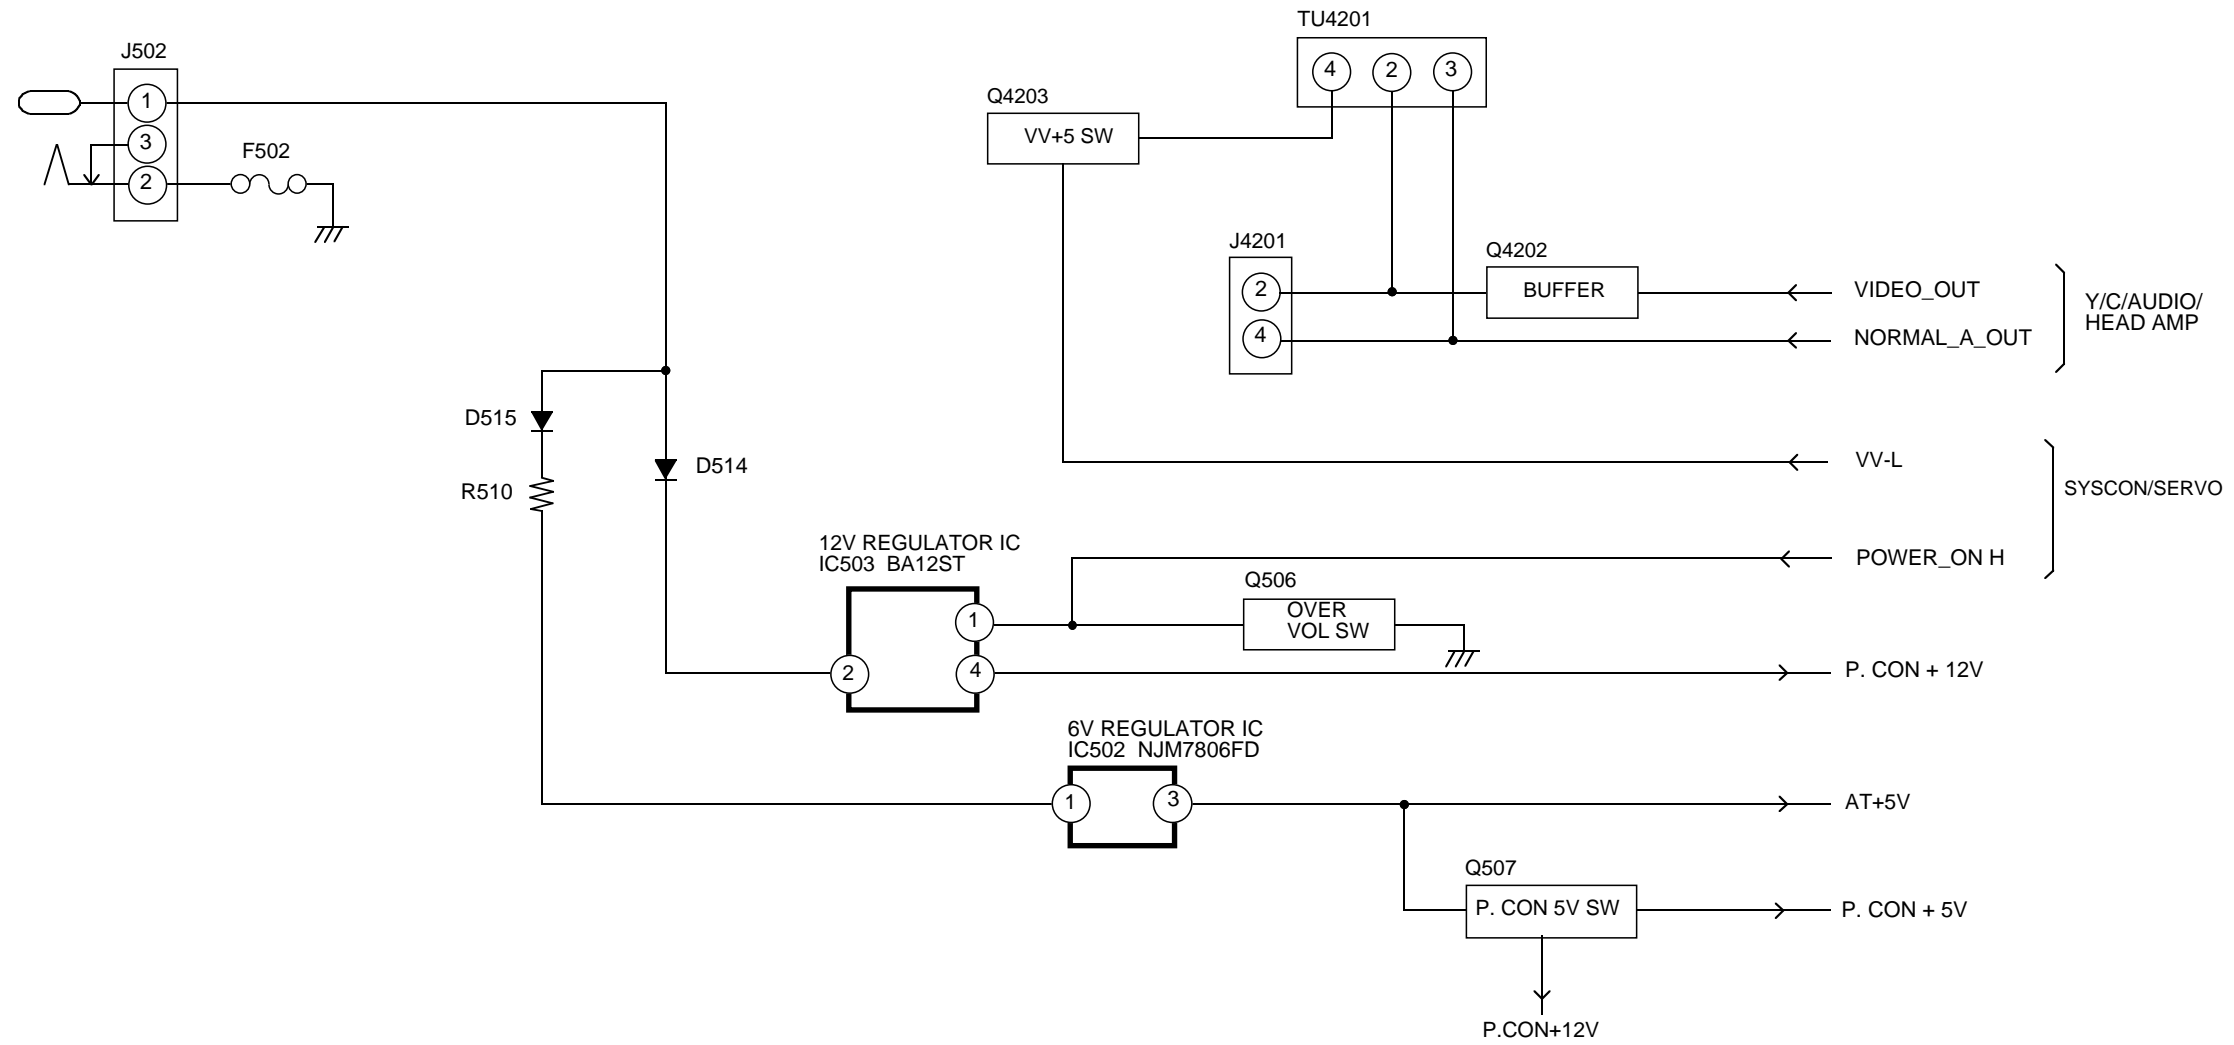 TU4201
4 2 3
J502
1
3
2
F502
Q4203
VV+5 SW
J4201
2
4
Q4202
BUFFER
VIDEO_OUT
NORMAL_A_OUT
Y/C/AUDIO/
HEAD AMP
D515
R510
D514
VV-L
SYSCON/SERVO
POWER_ON H
12V REGULATOR IC
IC503 BA12ST
1
2
4
Q506
OVER
VOL SW
P. CON + 12V
6V REGULATOR IC
IC502 NJM7806FD
1
3
AT+5V
Q507
P. CON 5V SW
P. CON + 5V
P.CON+12V